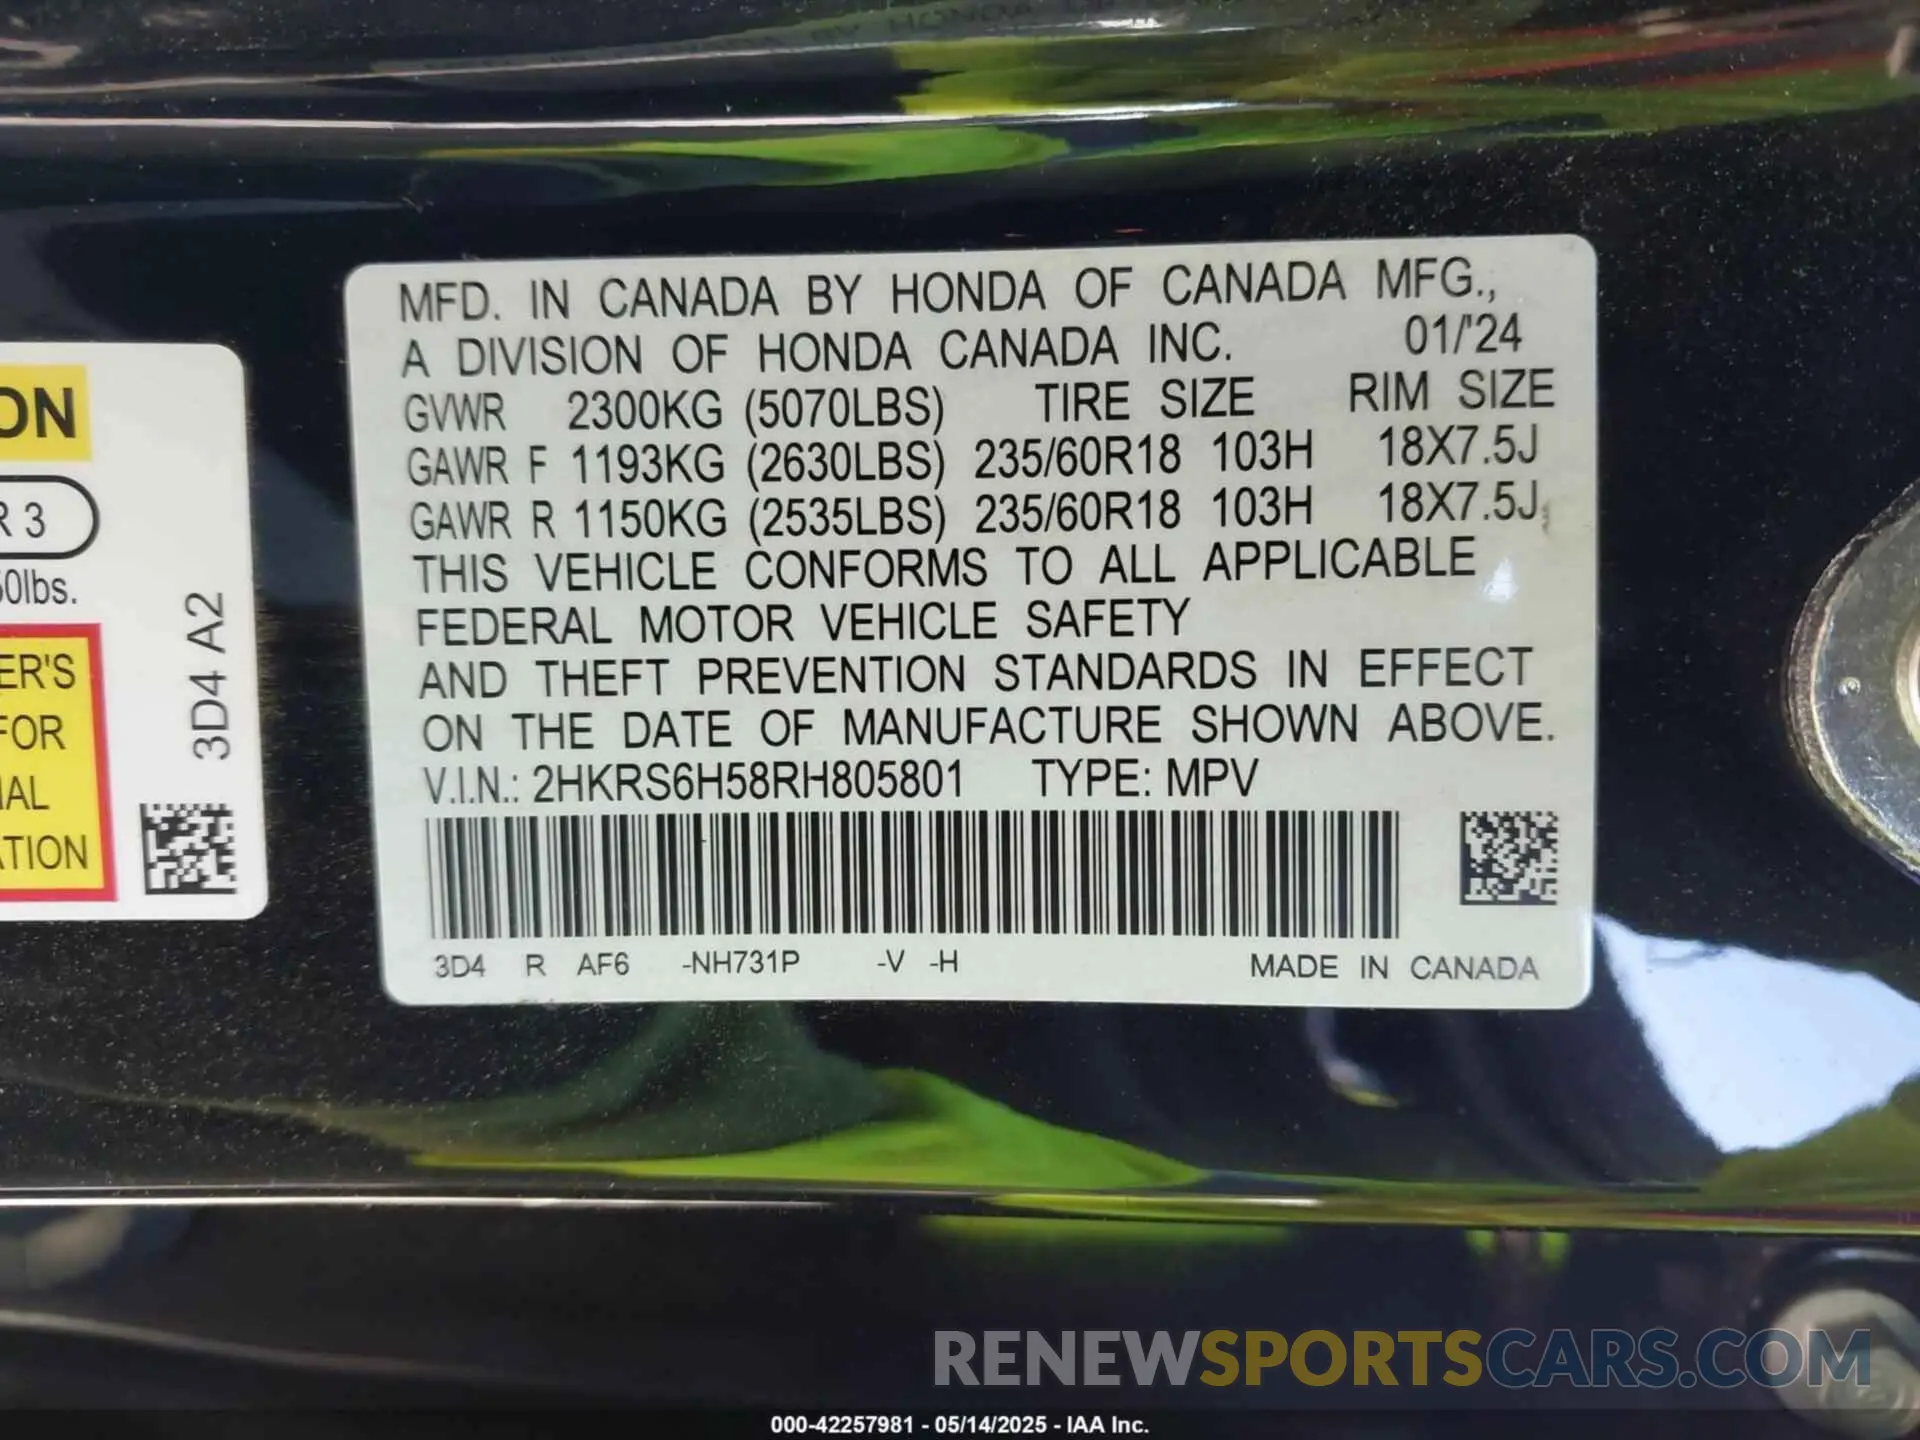 MFD. IN CANADA BY HONDA OF CANADA MFG.,
A DIVISION OF HONDA CANADA INC. 01/'24
GVWR 2300KG (5070LBS) TIRE SIZE RIM SIZE
GAWR F 1193KG (2630LBS) 235/60R18 103H 18X7.5J
GAWR R 1150KG (2535LBS) 235/60R18 103H 18X7.5J
THIS VEHICLE CONFORMS TO ALL APPLICABLE
FEDERAL MOTOR VEHICLE SAFETY
AND THEFT PREVENTION STANDARDS IN EFFECT
ON THE DATE OF MANUFACTURE SHOWN ABOVE.
V.I.N.: 2HKRS6H58RH805801 TYPE: MPV
3D4 R AF6 -NH731P -V -H MADE IN CANADA
ON
R 3
50lbs.
ER'S
FOR
IAL
TION
3D4 A2
RENEWSPORTSCARS.COM
000-42257981 - 05/14/2025 - IAA Inc.